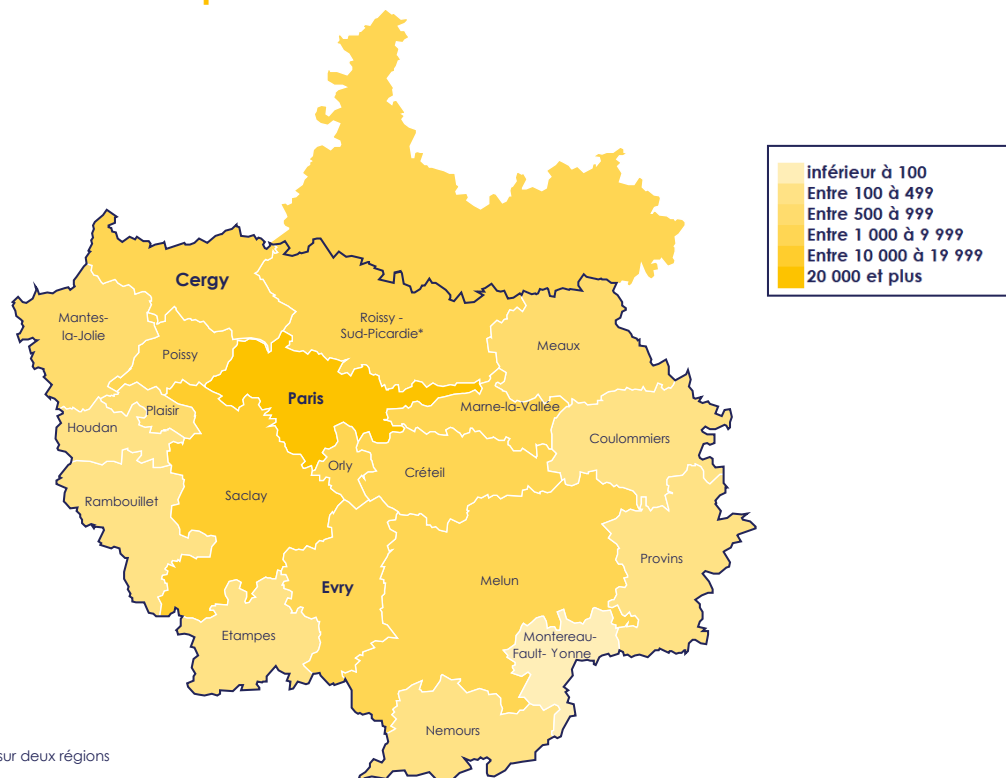 inférieur à 100
Entre 100 à 499
Entre 500 à 999
Entre 1 000 à 9 999
Entre 10 000 à 19 999
20 000 et plus
Cergy
Mantes-
la-Jolie
Roissy -
Sud-Picardie*
Poissy
Meaux
Paris
Plaisir
Marne-la-Vallée
Houdan
Coulommiers
Orly
Créteil
Rambouillet
Saclay
Provins
Evry
Melun
Etampes
Montereau-
Fault- Yonne
Nemours
sur deux régions